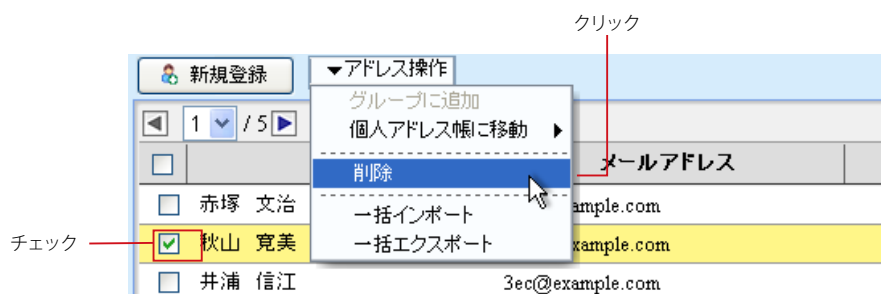 クリック
新規登録 ▼アドレス操作
グループに追加
1 / 5 個人アドレス帳に移動
メールアドレス
削除
赤塚 文治 ample.com
一括インポート
チェック 秋山 寛美 xample.com
一括エクスポート
井浦 信江 3ec@example.com